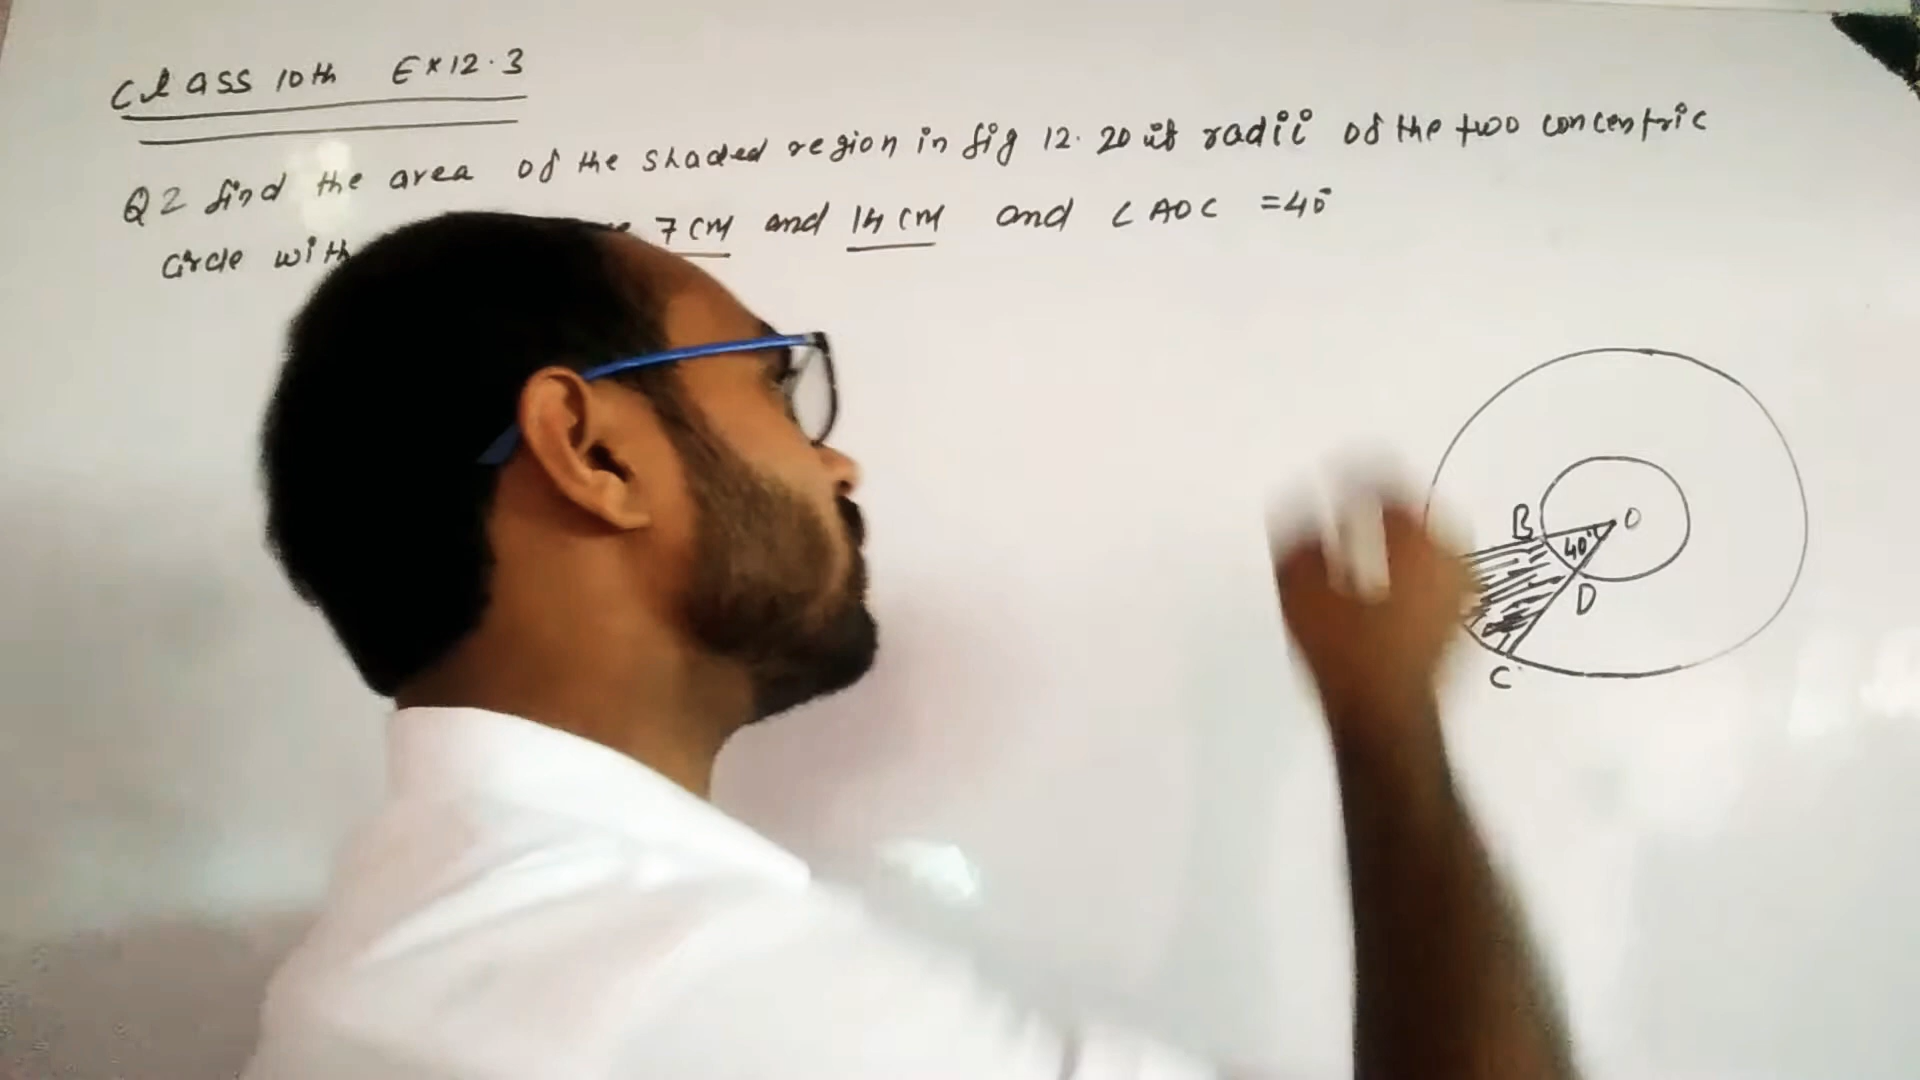 Class 10th Ex 12.3
Q2 find the area of the shaded region in fig 12.20 if radii of the two concentric
circle with 7 cm and 14 cm and ∠AOC = 40°
B
O
40°
D
C